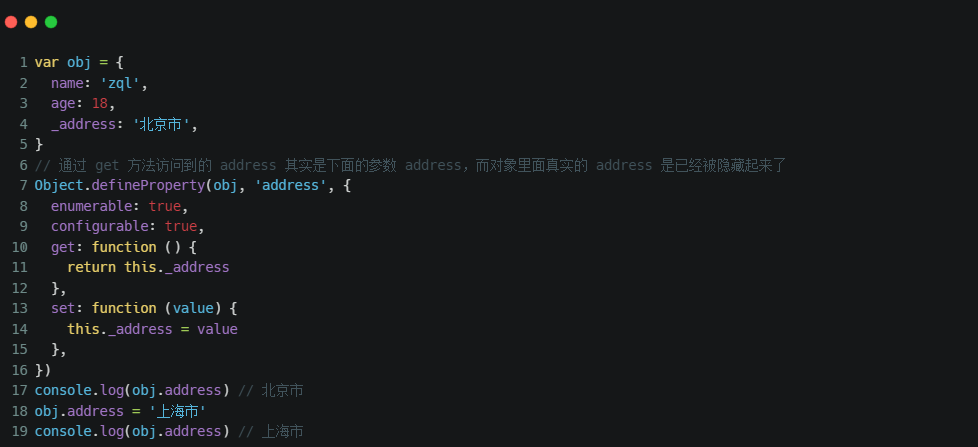 1 var obj = {
2   name: 'zql',
3   age: 18,
4   _address: '北京市',
5 }
6 // 通过 get 方法访问到的 address 其实是下面的参数 address，而对象里面真实的 address 是已经被隐藏起来了
7 Object.defineProperty(obj, 'address', {
8   enumerable: true,
9   configurable: true,
10   get: function () {
11     return this._address
12   },
13   set: function (value) {
14     this._address = value
15   },
16 })
17 console.log(obj.address) // 北京市
18 obj.address = '上海市'
19 console.log(obj.address) // 上海市